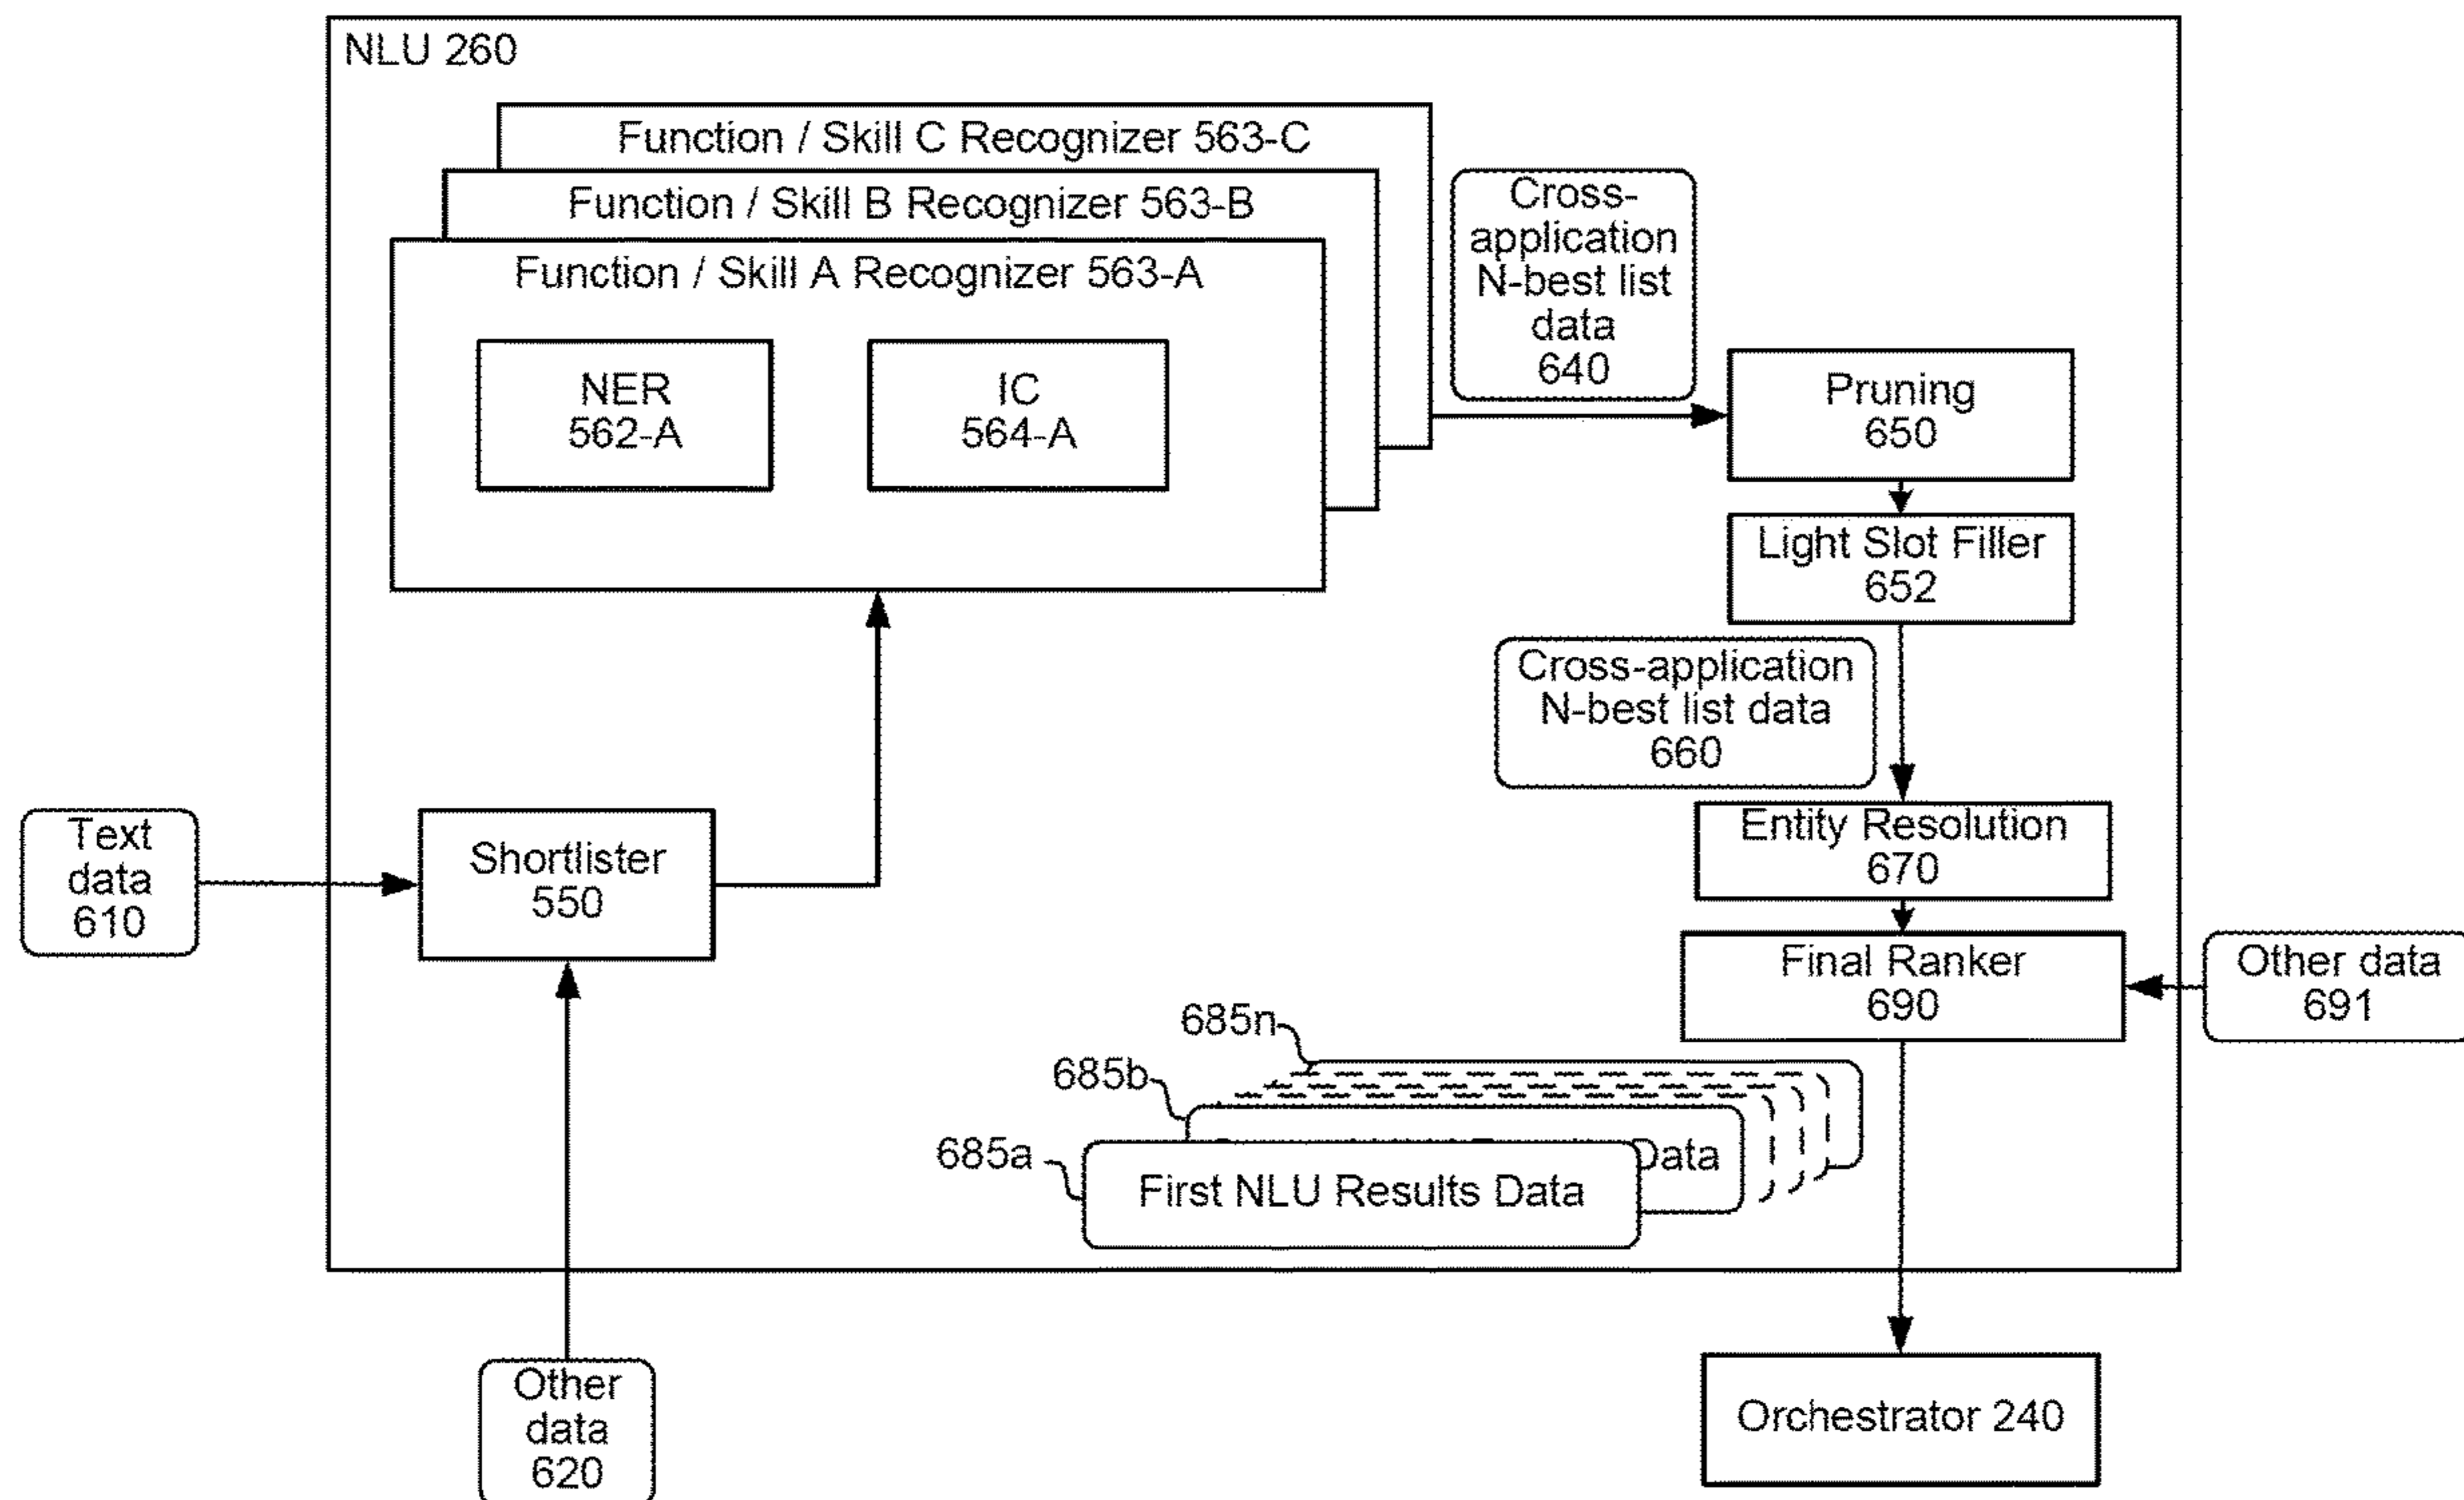 NLU 260
Function / Skill C Recognizer 563-C
Function / Skill B Recognizer 563-B
Function / Skill A Recognizer 563-A
NER
562-A
IC
564-A
Cross-
application
N-best list
data
640
Pruning
650
Light Slot Filler
652
Cross-application
N-best list data
660
Text
data
610
Shortlister
550
Entity Resolution
670
Final Ranker
690
Other data
691
685n
685b
685a
Data
First NLU Results Data
Other
data
620
Orchestrator 240